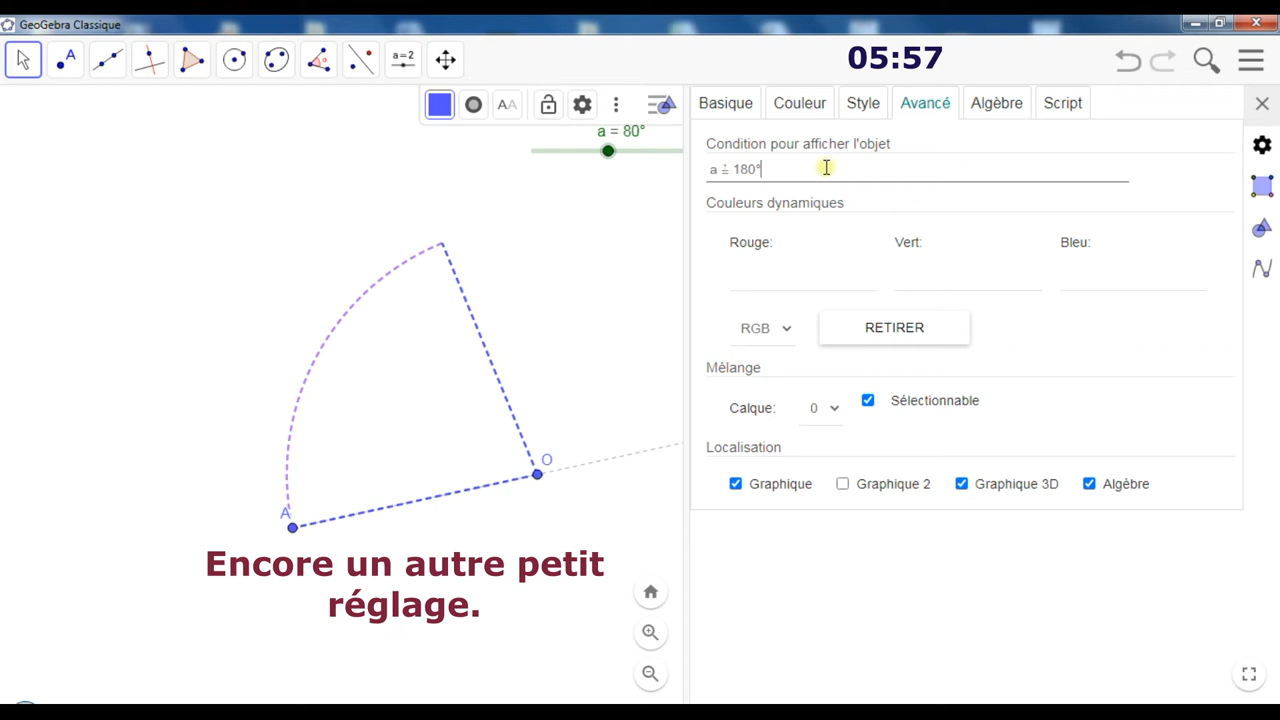 GeoGebra Classique
A
a=2
05:57
AA
a = 80°
Basique
Couleur
Style
Avancé
Algèbre
Script
Condition pour afficher l'objet
a ≟ 180°
Couleurs dynamiques
Rouge:
Vert:
Bleu:
RGB
RETIRER
Mélange
Calque:
0
Sélectionnable
Localisation
Graphique
Graphique 2
Graphique 3D
Algèbre
O
A
Encore un autre petit
réglage.